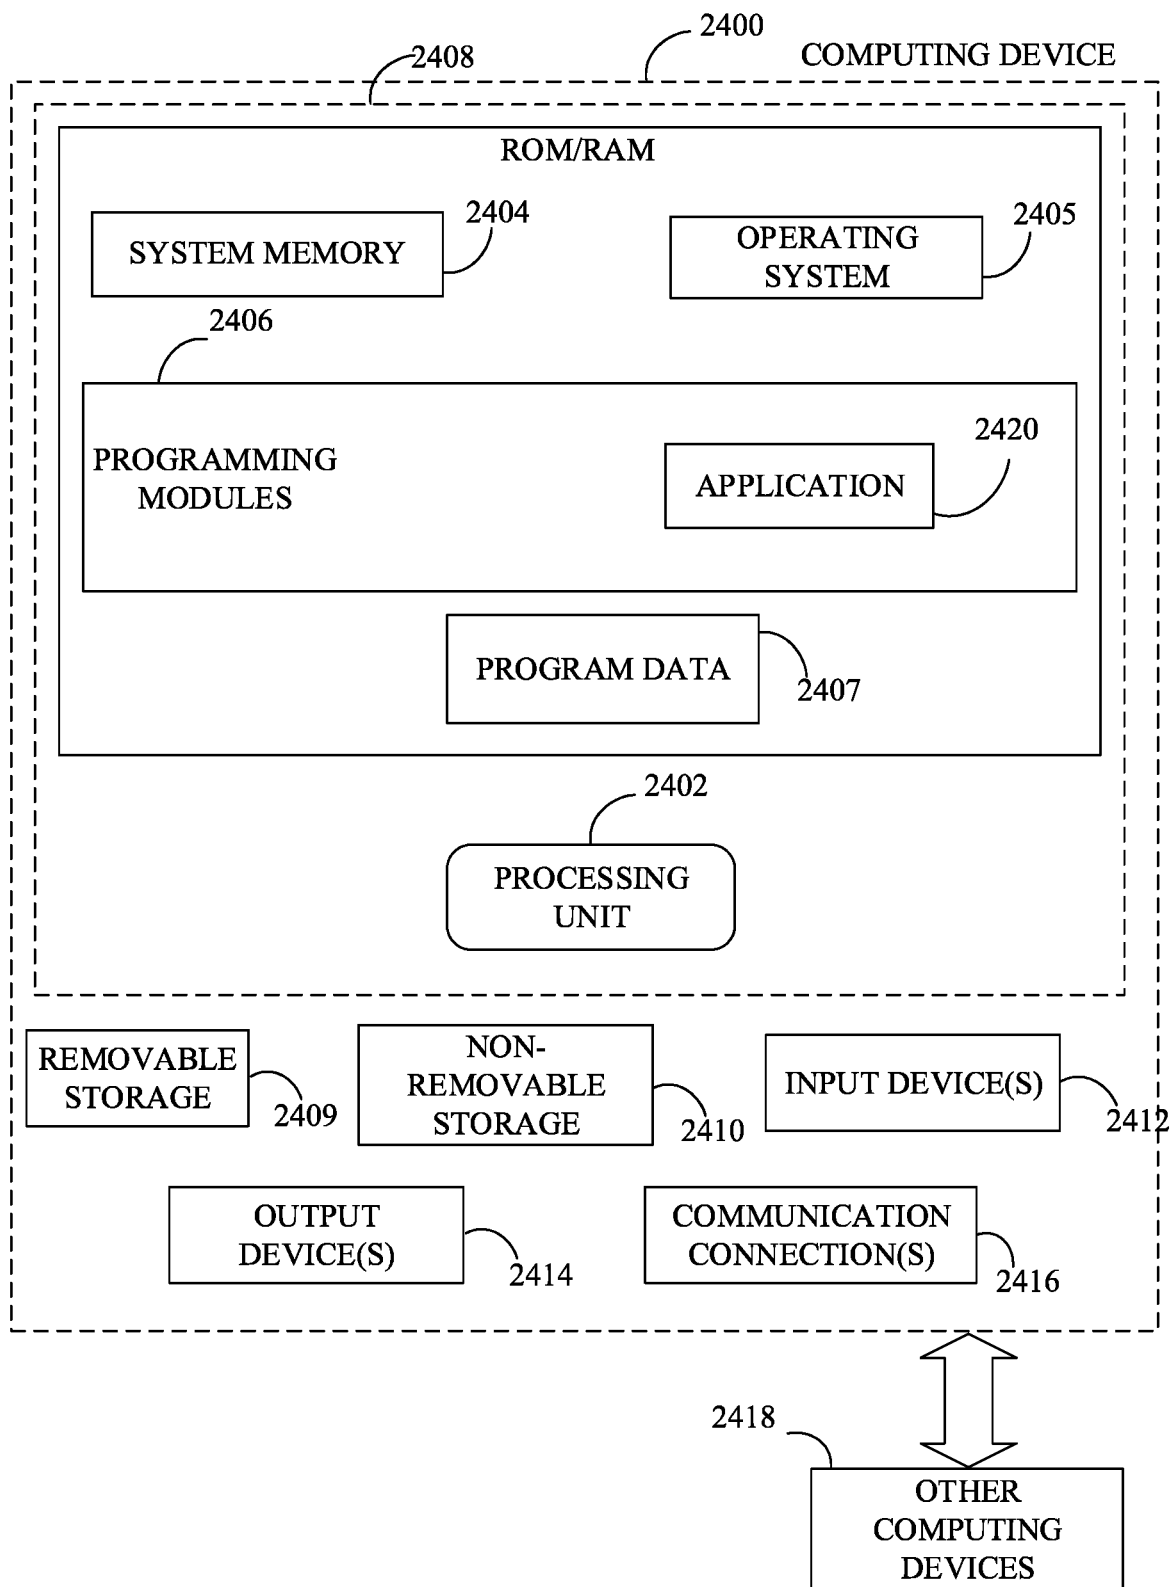 2400
COMPUTING DEVICE
2408
ROM/RAM
2404
SYSTEM MEMORY
2405
OPERATING
SYSTEM
2406
PROGRAMMING
MODULES
2420
APPLICATION
PROGRAM DATA
2407
2402
PROCESSING
UNIT
REMOVABLE
STORAGE
2409
NON-
REMOVABLE
STORAGE
2410
INPUT DEVICE(S)
2412
OUTPUT
DEVICE(S)
2414
COMMUNICATION
CONNECTION(S)
2416
2418
OTHER
COMPUTING
DEVICES